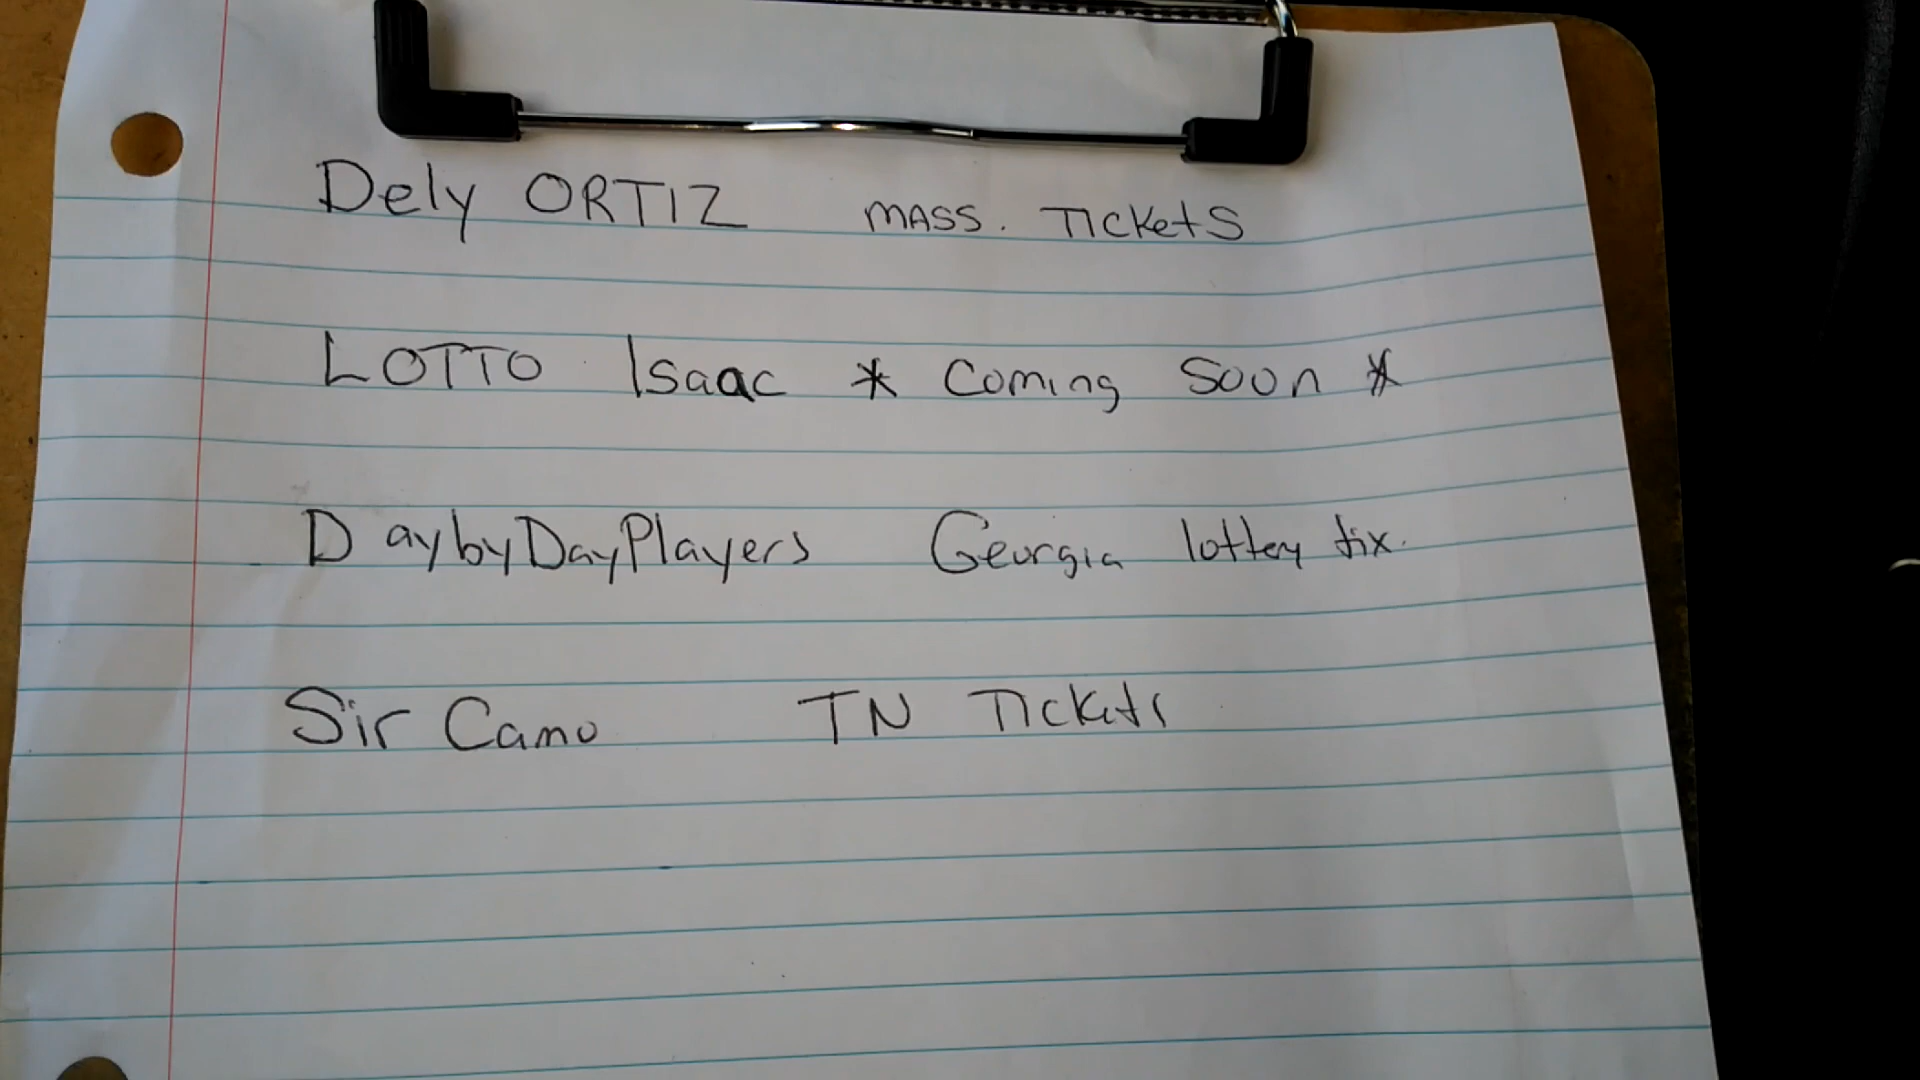 Dely ORTIZ MASS. TICKetS
LOTTO Isaac * Coming Soon *
DaybyDayPlayers Georgia lottery tix.
Sir Camo TN TICKets